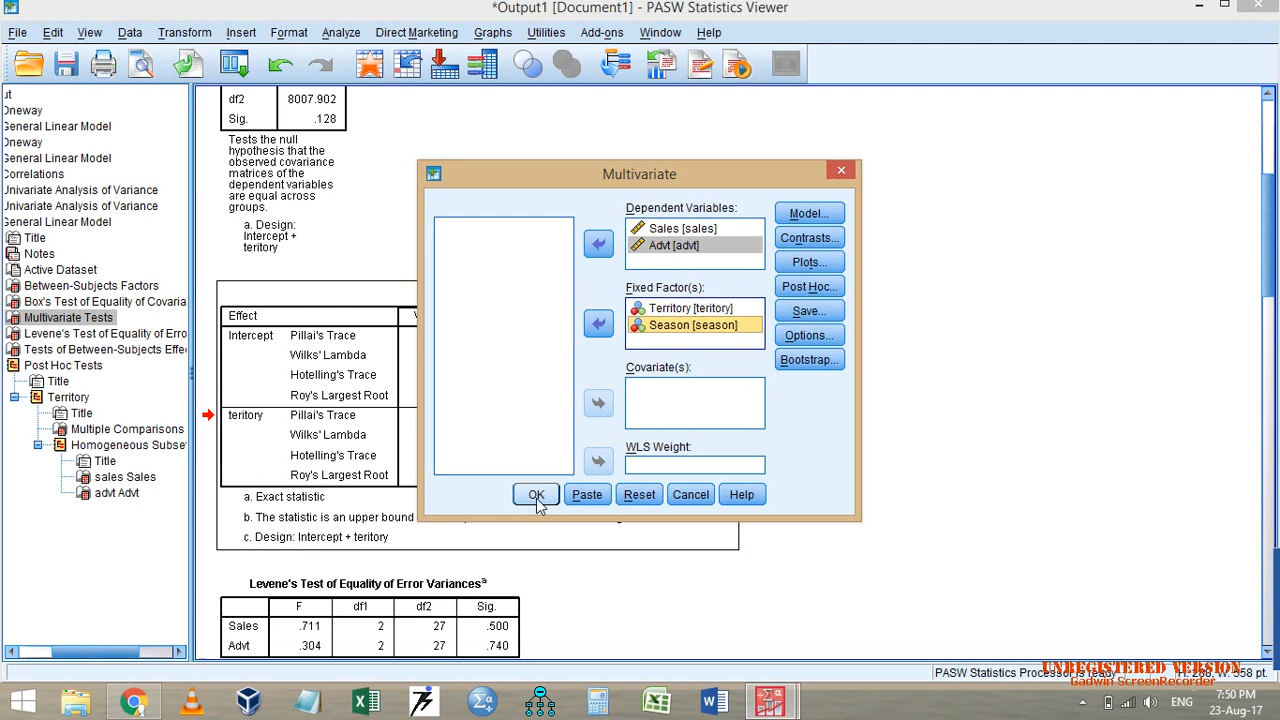 *Output1 [Document1] - PASW Statistics Viewer
File Edit View Data Transform Insert Format Analyze Direct Marketing Graphs Utilities Add-ons Window Help
ut
Oneway
General Linear Model
Oneway
General Linear Model
Correlations
Univariate Analysis of Variance
Univariate Analysis of Variance
General Linear Model
Title
Notes
Active Dataset
Between-Subjects Factors
Box's Test of Equality of Covaria
Multivariate Tests
Levene's Test of Equality of Erro
Tests of Between-Subjects Effe
Post Hoc Tests
Title
Territory
Title
Multiple Comparisons
Homogeneous Subse
Title
sales Sales
advt Advt
df2 8007.902
Sig. .128
Tests the null
hypothesis that the
observed covariance
matrices of the
dependent variables
are equal across
groups.
a. Design:
Intercept +
teritory
Effect
Intercept Pillai's Trace
Wilks' Lambda
Hotelling's Trace
Roy's Largest Root
teritory Pillai's Trace
Wilks' Lambda
Hotelling's Trace
Roy's Largest Root
a. Exact statistic
b. The statistic is an upper bound
c. Design: Intercept + teritory
Levene's Test of Equality of Error Variancesᵃ
F df1 df2 Sig.
Sales .711 2 27 .500
Advt .304 2 27 .740
Multivariate
Dependent Variables:
Sales [sales]
Advt [advt]
Fixed Factor(s):
Territory [teritory]
Season [season]
Covariate(s):
WLS Weight:
Model...
Contrasts...
Plots...
Post Hoc...
Save...
Options...
Bootstrap...
OK Paste Reset Cancel Help
PASW Statistics Processor is ready
H: 268, W: 558 pt.
UNREGISTERED VERSION
Gadwin ScreenRecorder
ENG
7:50 PM
23-Aug-17